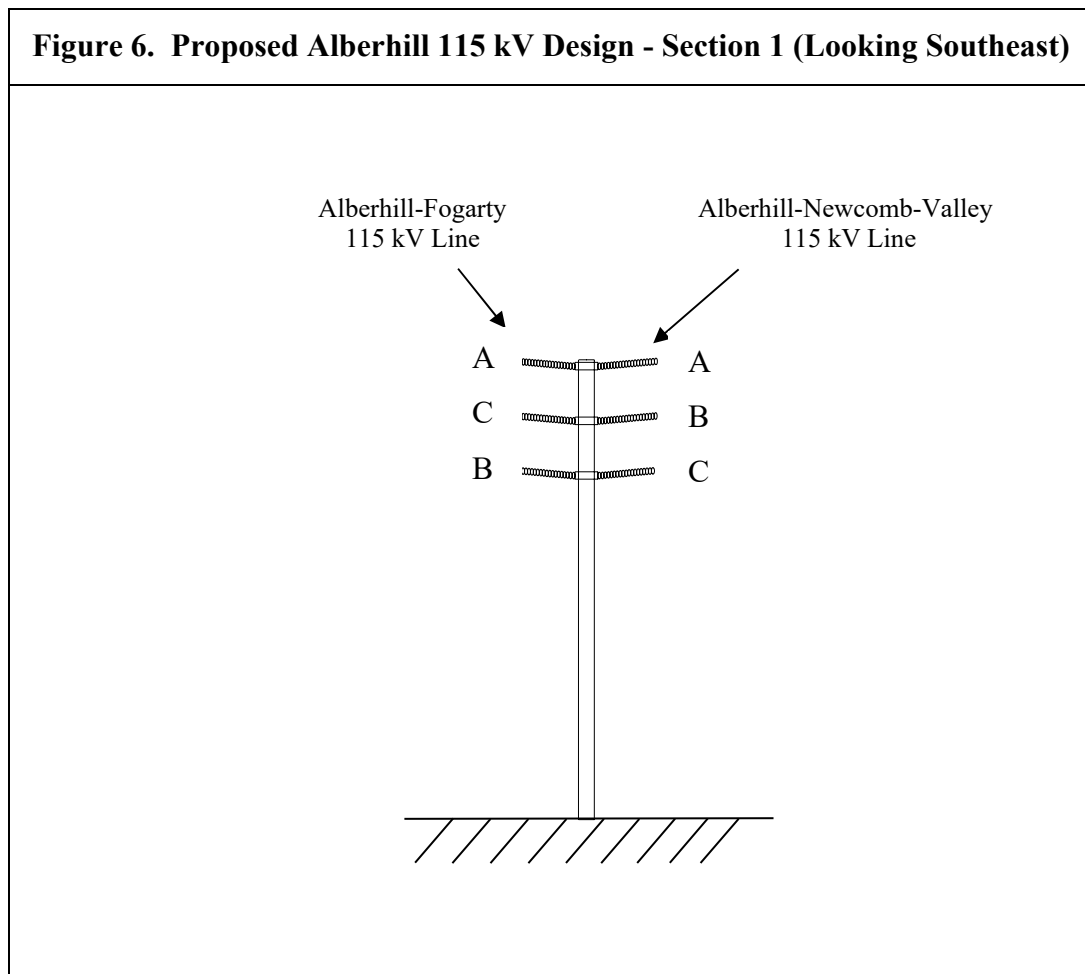 Figure 6. Proposed Alberhill 115 kV Design - Section 1 (Looking Southeast)
Alberhill-Fogarty
115 kV Line
Alberhill-Newcomb-Valley
115 kV Line
A A
C B
B C